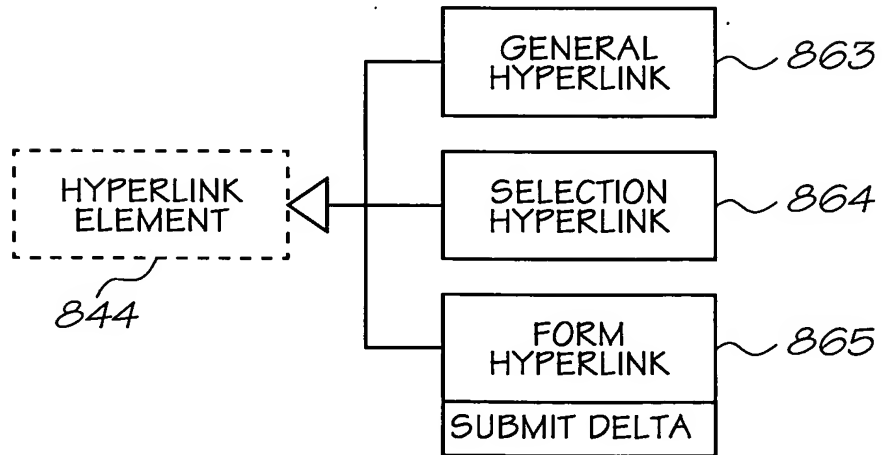 GENERAL
HYPERLINK
863
HYPERLINK
ELEMENT
844
SELECTION
HYPERLINK
864
FORM
HYPERLINK
865
SUBMIT DELTA